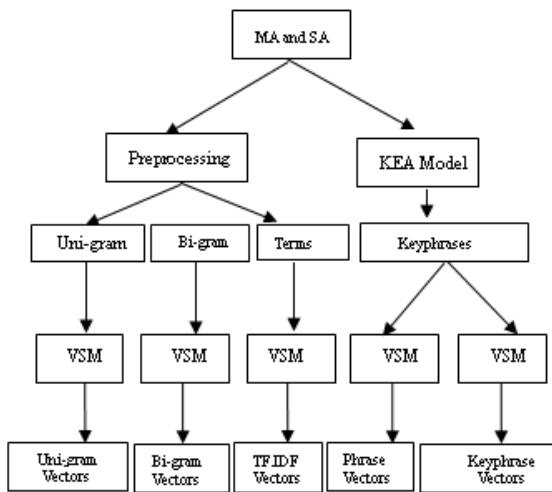 MA and SA
Preprocessing
KEA Model
Uni-gram
Bi-gram
Terms
Keyphrases
VSM
VSM
VSM
VSM
VSM
Uni-gram
Vectors
Bi-gram
Vectors
TF.IDF
Vectors
Phrase
Vectors
Keyphrase
Vectors